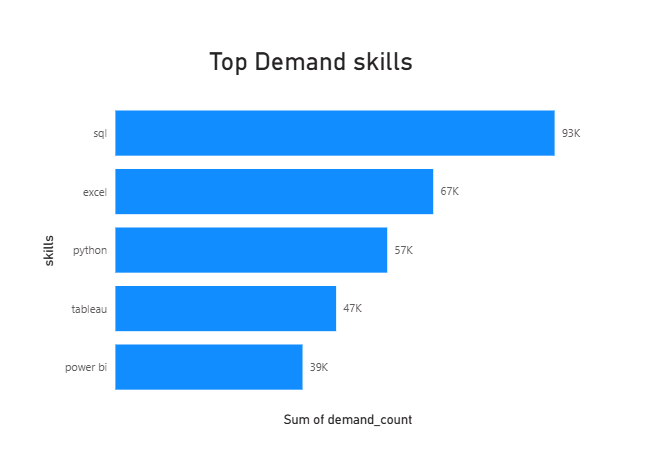 Top Demand skills
sql
93K
excel
67K
skills
python
57K
tableau
47K
power bi
39K
Sum of demand_count